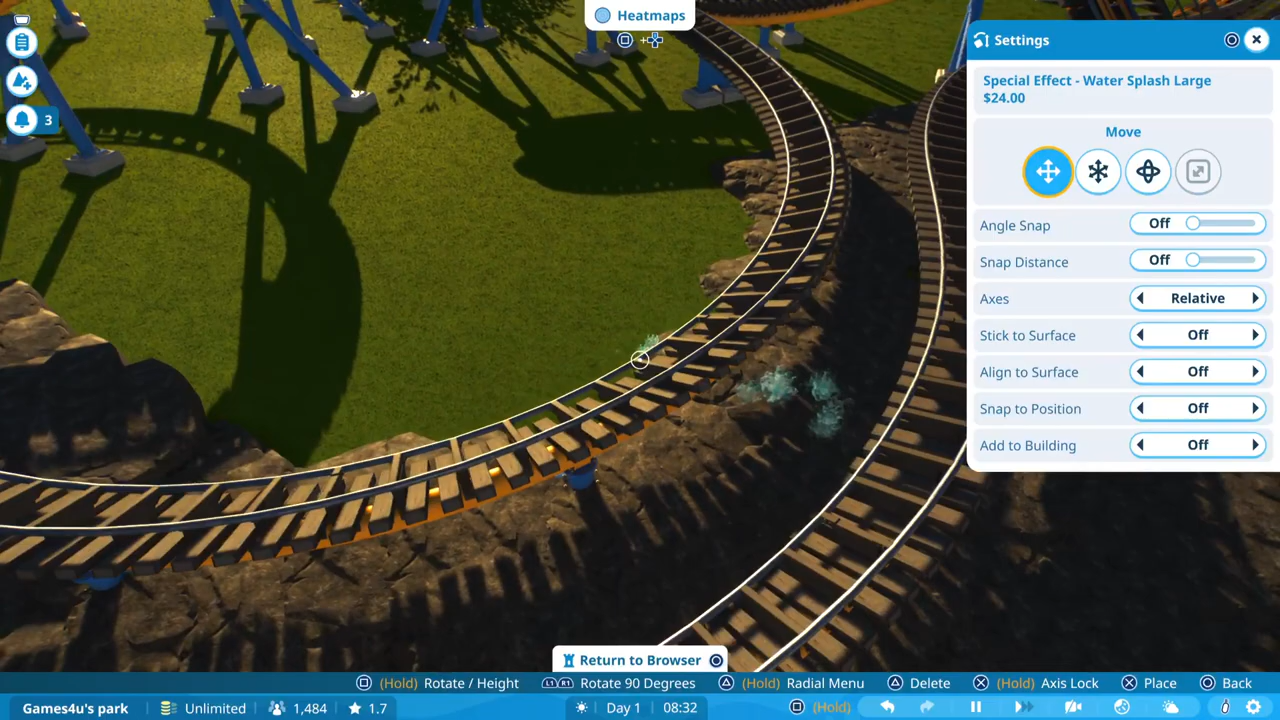 Heatmaps
3
Settings
Special Effect - Water Splash Large
$24.00
Move
Angle Snap Off
Snap Distance Off
Axes Relative
Stick to Surface Off
Align to Surface Off
Snap to Position Off
Add to Building Off
Return to Browser
(Hold) Rotate / Height L1 R1 Rotate 90 Degrees (Hold) Radial Menu Delete (Hold) Axis Lock Place Back
Games4u's park Unlimited 1,484 1.7 Day 1 08:32 (Hold)